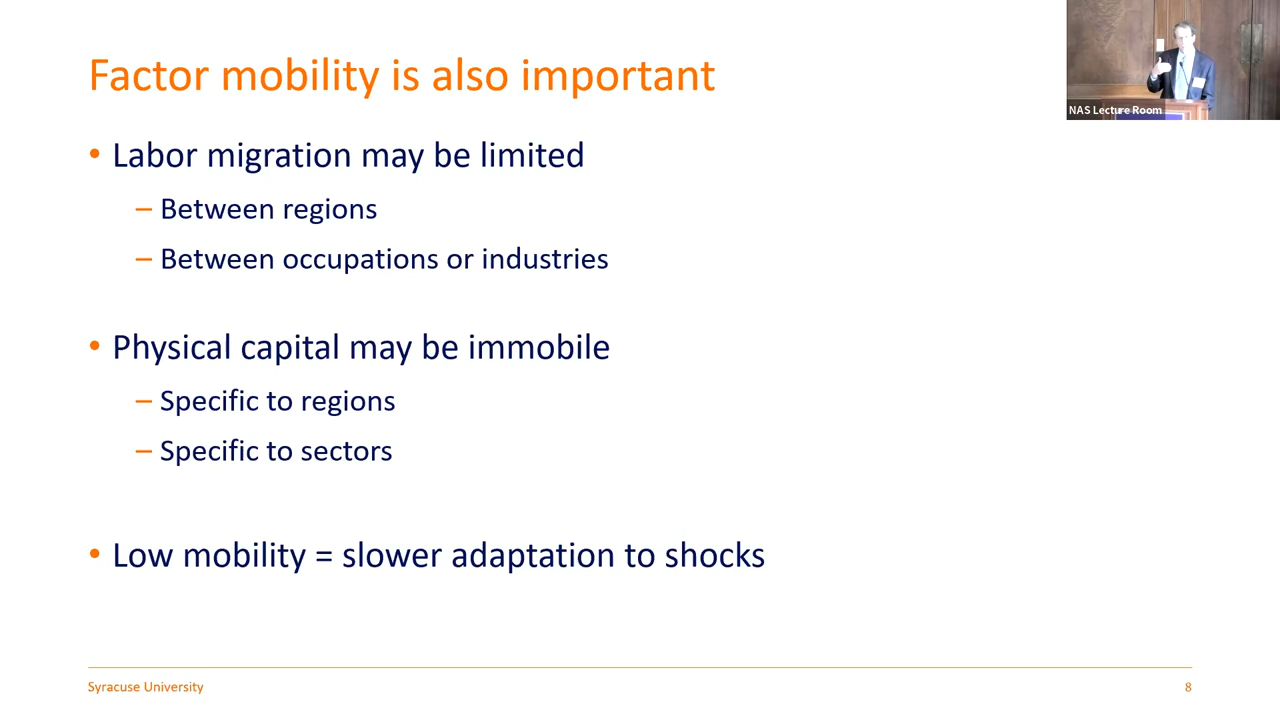 Factor mobility is also important
NAS Lecture Room
• Labor migration may be limited
– Between regions
– Between occupations or industries
• Physical capital may be immobile
– Specific to regions
– Specific to sectors
• Low mobility = slower adaptation to shocks
Syracuse University
8